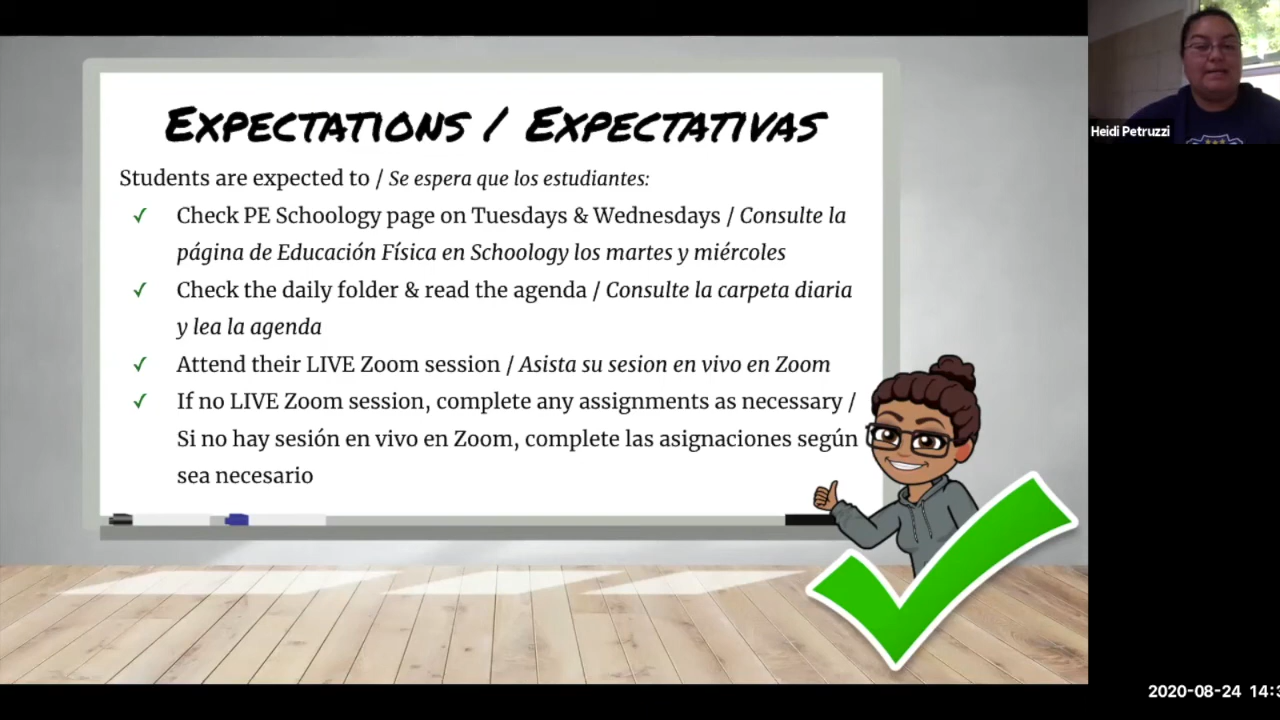 Expectations / Expectativas
Students are expected to / Se espera que los estudiantes:
✓ Check PE Schoology page on Tuesdays & Wednesdays / Consulte la
página de Educación Física en Schoology los martes y miércoles
✓ Check the daily folder & read the agenda / Consulte la carpeta diaria
y lea la agenda
✓ Attend their LIVE Zoom session / Asista su sesion en vivo en Zoom
✓ If no LIVE Zoom session, complete any assignments as necessary /
Si no hay sesión en vivo en Zoom, complete las asignaciones según
sea necesario
Heidi Petruzzi
2020-08-24 14:3